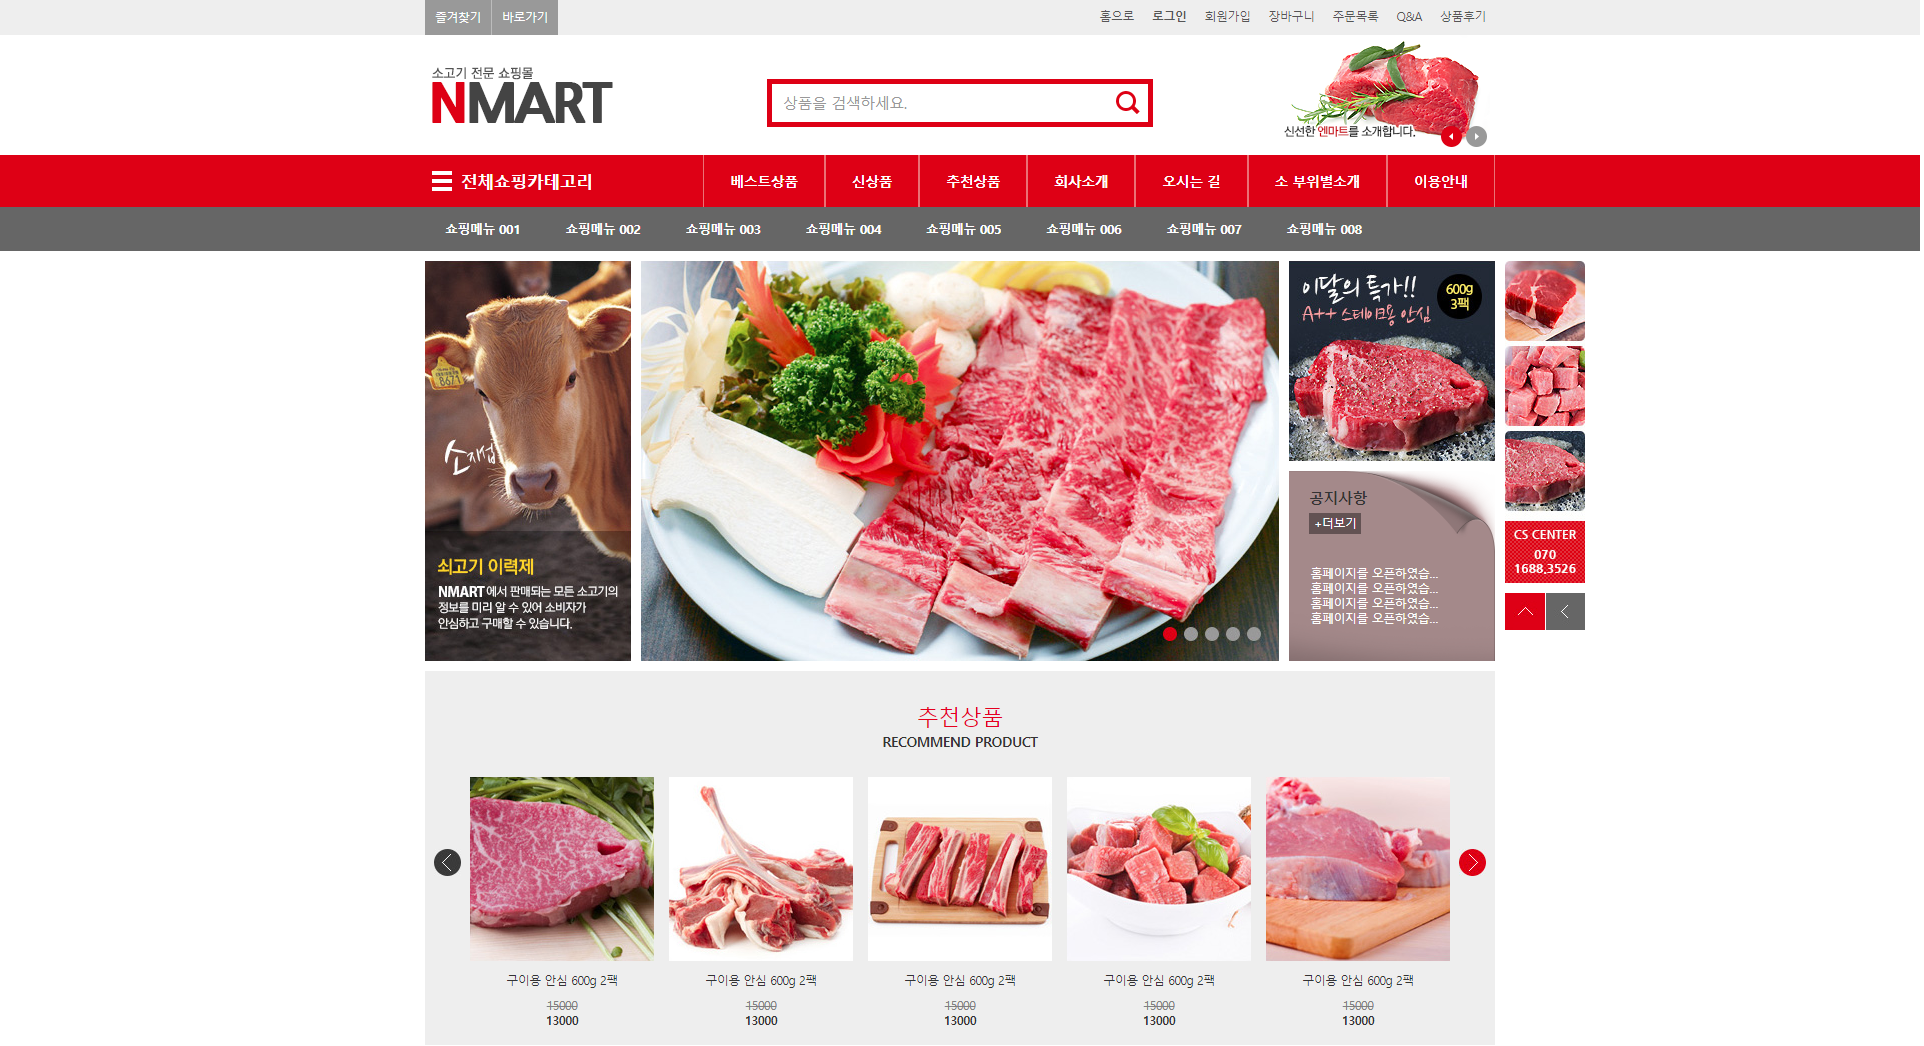 즐겨찾기 바로가기
홈으로 로그인 회원가입 장바구니 주문목록 Q&A 상품후기
소고기 전문 쇼핑몰
NMART
상품을 검색하세요.
신선한 엔마트를 소개합니다.
전체쇼핑카테고리
베스트상품 신상품 추천상품 회사소개 오시는 길 소 부위별소개 이용안내
쇼핑메뉴 001 쇼핑메뉴 002 쇼핑메뉴 003 쇼핑메뉴 004 쇼핑메뉴 005 쇼핑메뉴 006 쇼핑메뉴 007 쇼핑메뉴 008
8671
쇠고기 이력제
NMART에서 판매되는 모든 소고기의
정보를 미리 알 수 있어 소비자가
안심하고 구매할 수 있습니다.
이달의 특가!!
A++ 스테이크용 안심
600g
3팩
공지사항
+더보기
홈페이지를 오픈하였습...
홈페이지를 오픈하였습...
홈페이지를 오픈하였습...
홈페이지를 오픈하였습...
CS CENTER
070
1688.3526
추천상품
RECOMMEND PRODUCT
구이용 안심 600g 2팩
15000
13000
구이용 안심 600g 2팩
15000
13000
구이용 안심 600g 2팩
15000
13000
구이용 안심 600g 2팩
15000
13000
구이용 안심 600g 2팩
15000
13000